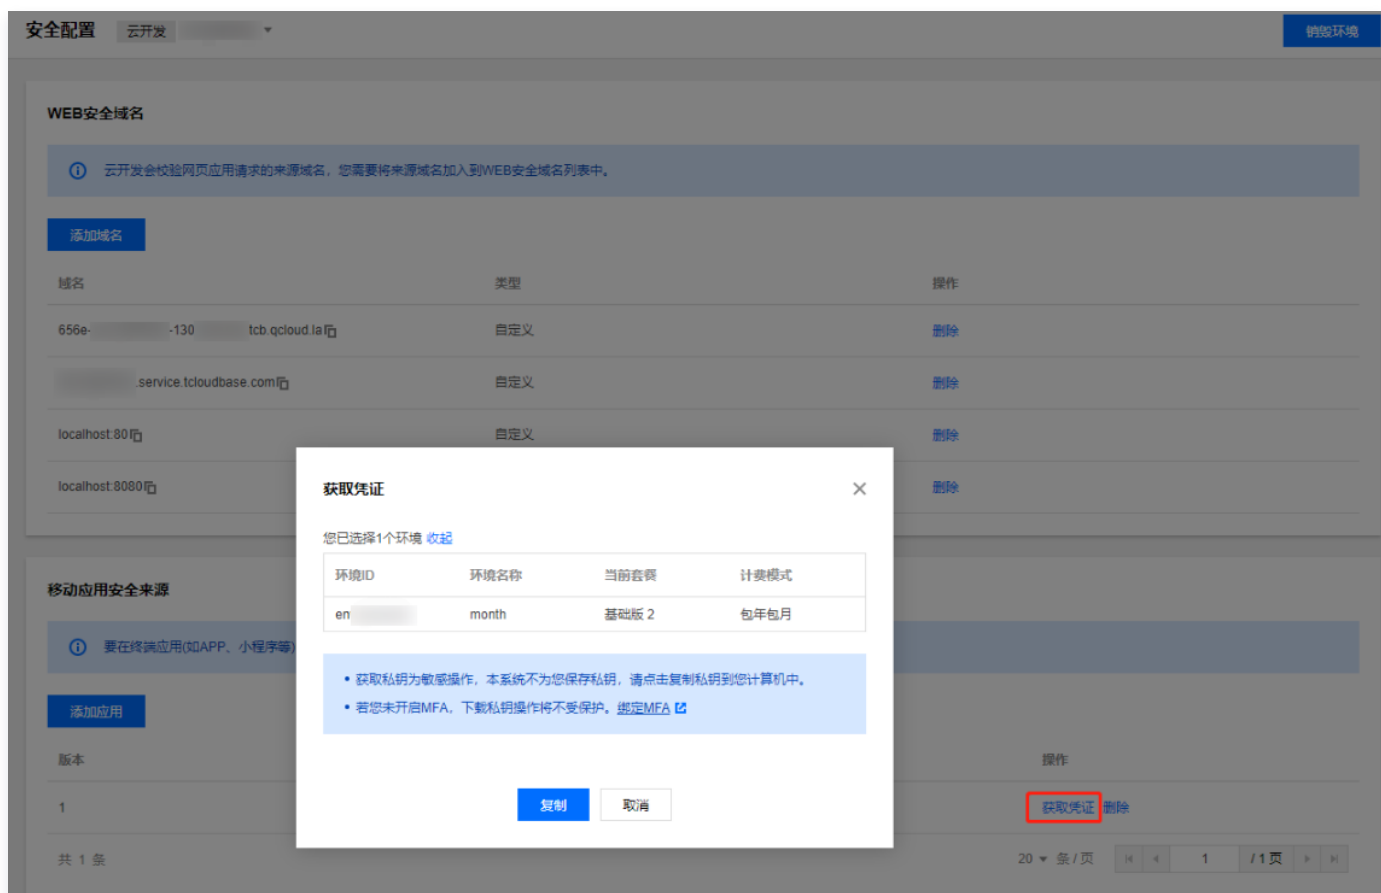 安全配置 云开发
销毁环境
WEB安全域名
云开发会校验网页应用请求的来源域名，您需要将来源域名加入到WEB安全域名列表中。
添加域名
域名 类型 操作
656e- -130 tcb.qcloud.la 自定义 删除
.service.tcloudbase.com 自定义 删除
localhost:80 自定义 删除
localhost:8080 删除
获取凭证
您已选择1个环境 收起
环境ID 环境名称 当前套餐 计费模式
en month 基础版 2 包年包月
• 获取私钥为敏感操作，本系统不为您保存私钥，请点击复制私钥到您计算机中。
• 若您未开启MFA，下载私钥操作将不受保护。绑定MFA
复制 取消
移动应用安全来源
要在终端应用(如APP、小程序等)
添加应用
版本 操作
1 获取凭证 删除
共 1 条 20 条 / 页 1 / 1 页